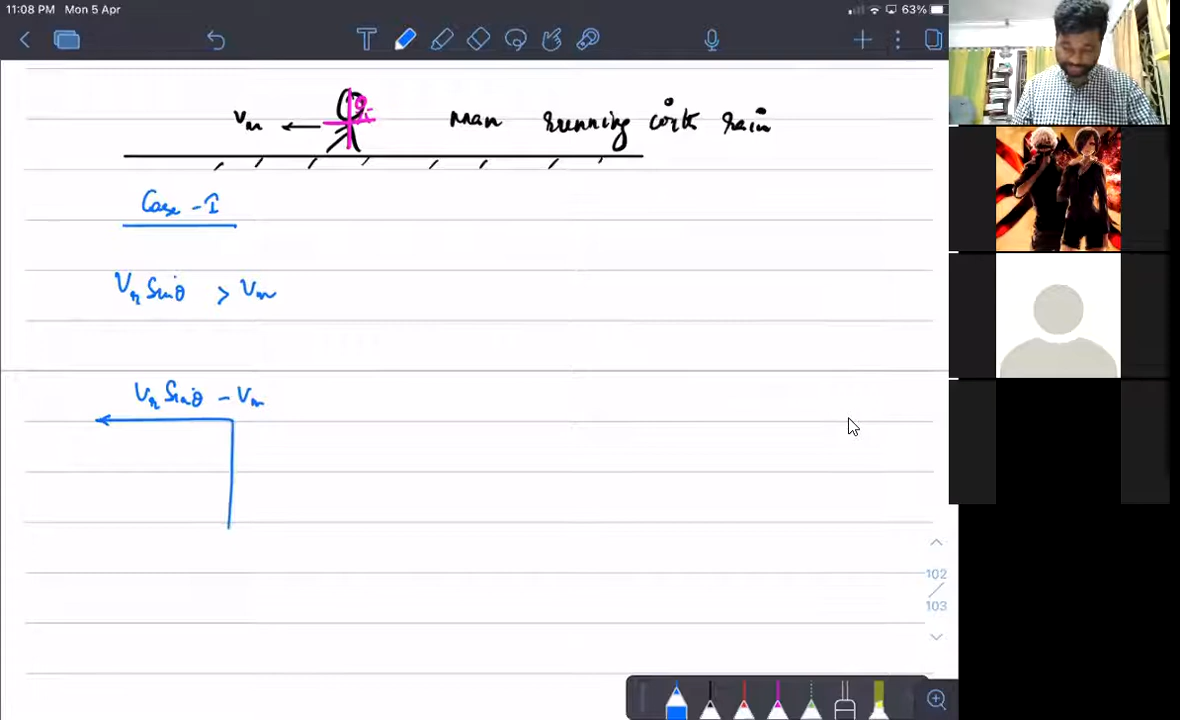 11:08 PM Mon 5 Apr 63%
Vm man running with rain
Case - I
Vr Sinθ > Vm
Vr Sinθ - Vm
102
103